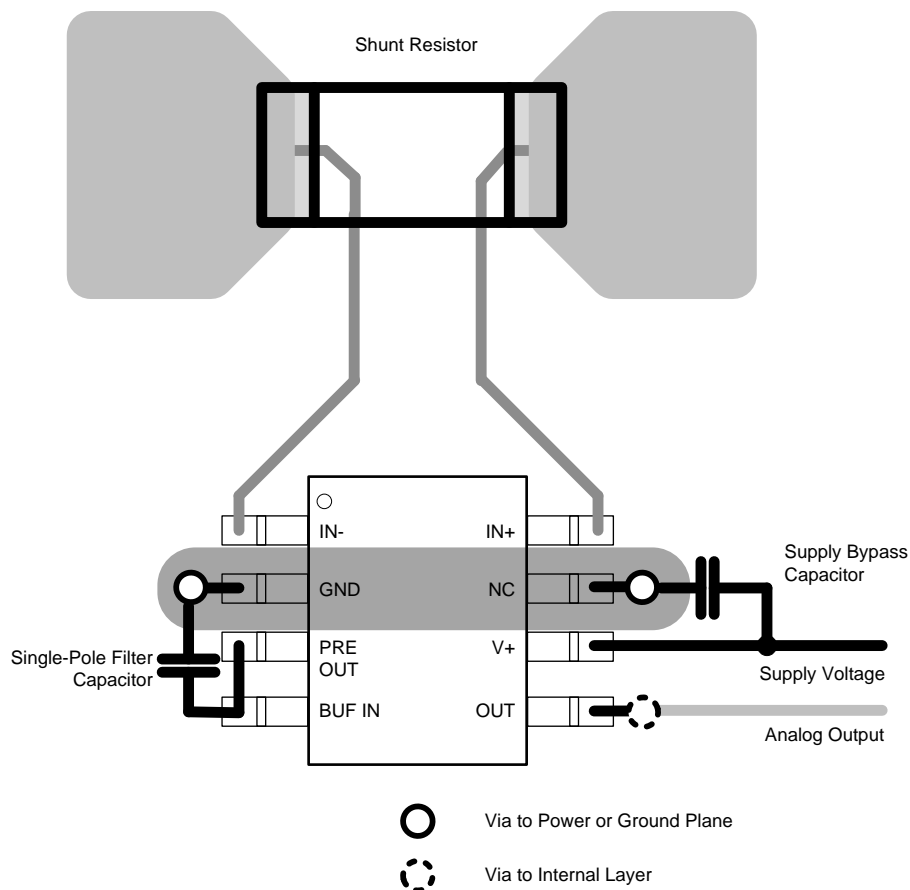 Shunt Resistor
IN-
IN+
GND
NC
Supply Bypass
Capacitor
PRE
OUT
V+
Single-Pole Filter
Capacitor
Supply Voltage
BUF IN
OUT
Analog Output
Via to Power or Ground Plane
Via to Internal Layer